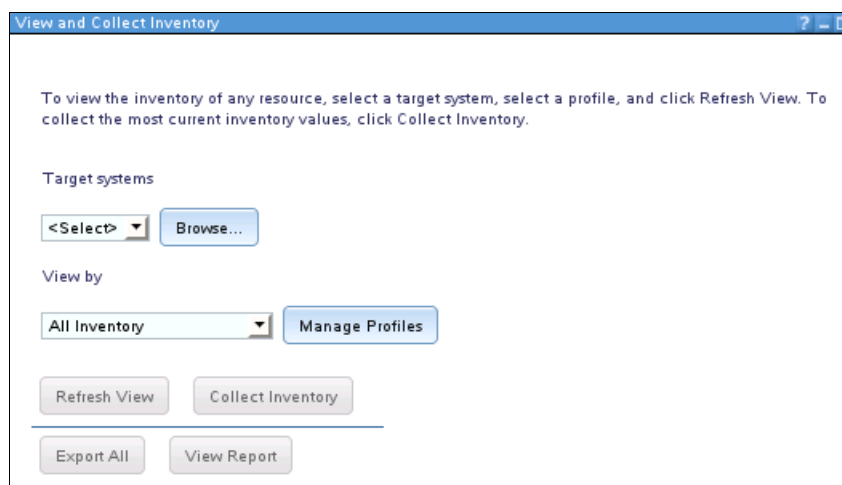 View and Collect Inventory ?
To view the inventory of any resource, select a target system, select a profile, and click Refresh View. To
collect the most current inventory values, click Collect Inventory.
Target systems
<Select> Browse...
View by
All Inventory Manage Profiles
Refresh View Collect Inventory
Export All View Report